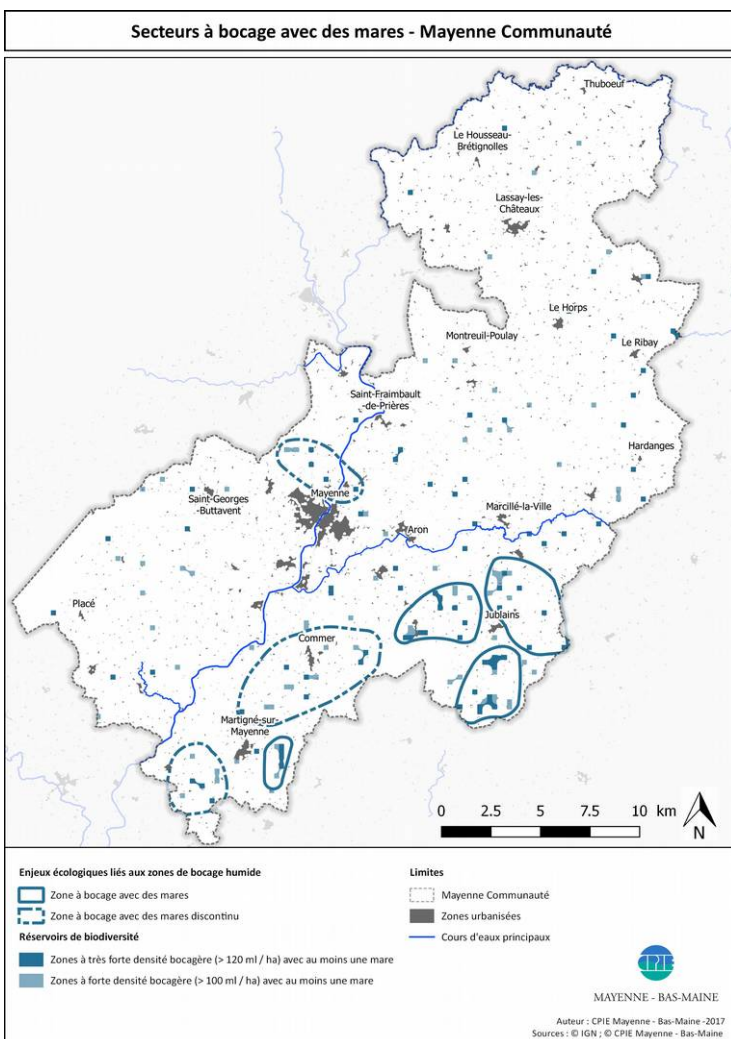 Secteurs à bocage avec des mares - Mayenne Communauté
Thuboeuf
Le Housseau-
Brétignolles
Lassay-les-
Châteaux
Le Horps
Montreuil-Poulay
Le Ribay
Saint-Fraimbault
-de-Prières
Hardanges
Saint-Georges
-Buttavent
Mayenne
Marcillé-la-Ville
Aron
Placé
Jublains
Commer
Martigné-sur-
Mayenne
0 2.5 5 7.5 10 km
N
Enjeux écologiques liés aux zones de bocage humide
Zone à bocage avec des mares
Zone à bocage avec des mares discontinu
Réservoirs de biodiversité
Zones à très forte densité bocagère (> 120 ml / ha) avec au moins une mare
Zones à forte densité bocagère (> 100 ml / ha) avec au moins une mare
Limites
Mayenne Communauté
Zones urbanisées
Cours d'eaux principaux
CPIE
MAYENNE - BAS-MAINE
Auteur : CPIE Mayenne - Bas-Maine -2017
Sources : © IGN ; © CPIE Mayenne - Bas-Maine